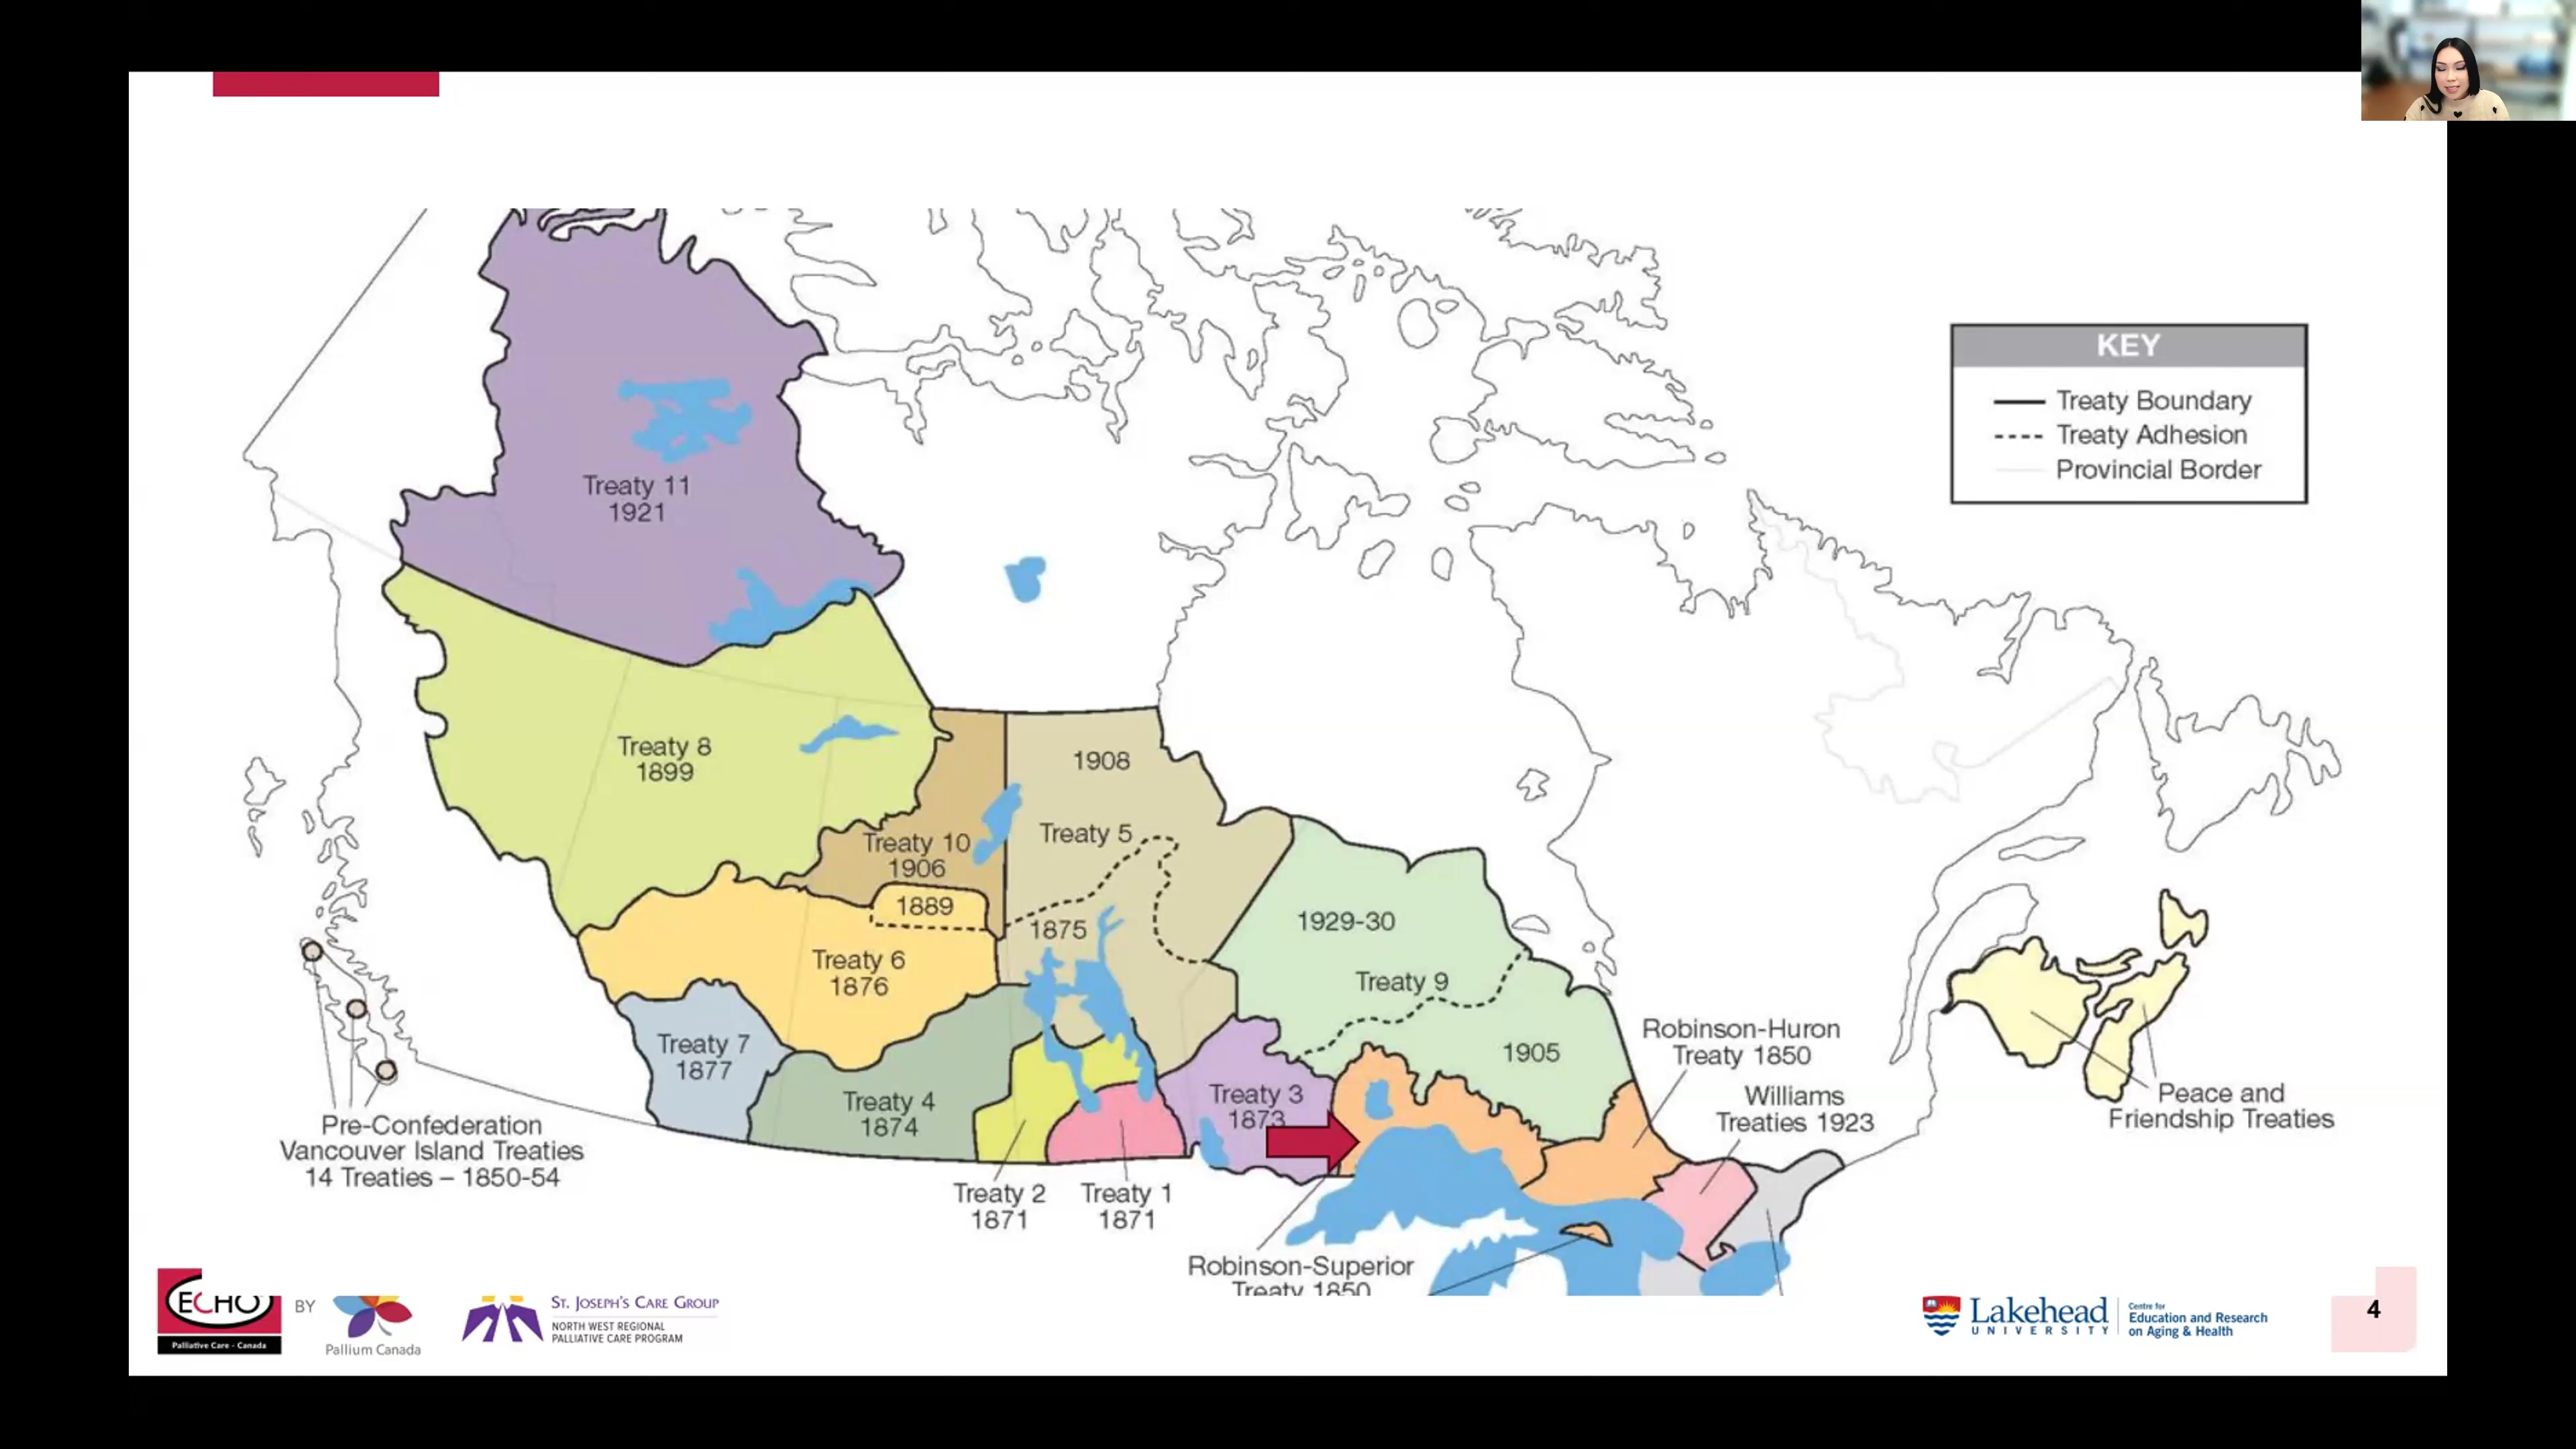 KEY
Treaty Boundary
Treaty Adhesion
Provincial Border
Treaty 11
1921
Treaty 8
1899
1908
Treaty 5
Treaty 10
1906
1889
1875
1929-30
Treaty 9
Treaty 6
1876
1905
Treaty 7
1877
Treaty 4
1874
Treaty 3
1873
Robinson-Huron
Treaty 1850
Williams
Treaties 1923
Peace and
Friendship Treaties
Pre-Confederation
Vancouver Island Treaties
14 Treaties – 1850-54
Treaty 2
1871
Treaty 1
1871
Robinson-Superior
Treaty 1850
ECHO
Palliative Care - Canada
BY
Pallium Canada
ST. JOSEPH'S CARE GROUP
NORTH WEST REGIONAL
PALLIATIVE CARE PROGRAM
Lakehead
UNIVERSITY
Centre for
Education and Research
on Aging & Health
4